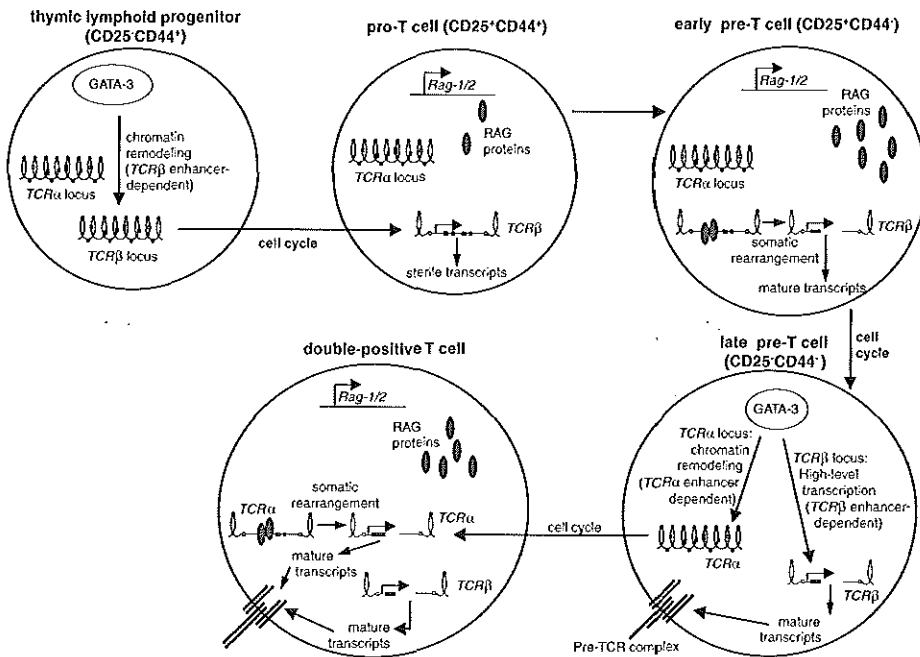 thymic lymphoid progenitor
(CD25-CD44+)
GATA-3
chromatin
remodeling
(TCRβ enhancer-
dependent)
TCRα locus
TCRβ locus
cell cycle
pro-T cell (CD25+CD44+)
Rag-1/2
RAG
proteins
TCRα locus
TCRβ
sterile transcripts
early pre-T cell (CD25+CD44-)
Rag-1/2
RAG
proteins
TCRα locus
TCRβ
somatic
rearrangement
mature transcripts
cell
cycle
late pre-T cell
(CD25-CD44-)
GATA-3
TCRα locus:
chromatin
remodeling
(TCRα enhancer
dependent)
TCRβ locus:
High-level
transcription
(TCRβ enhancer-
dependent)
TCRα
TCRβ
mature
transcripts
Pre-TCR complex
cell cycle
double-positive T cell
Rag-1/2
RAG
proteins
somatic
rearrangement
TCRα
TCRα
mature
transcripts
TCRβ
mature
transcripts